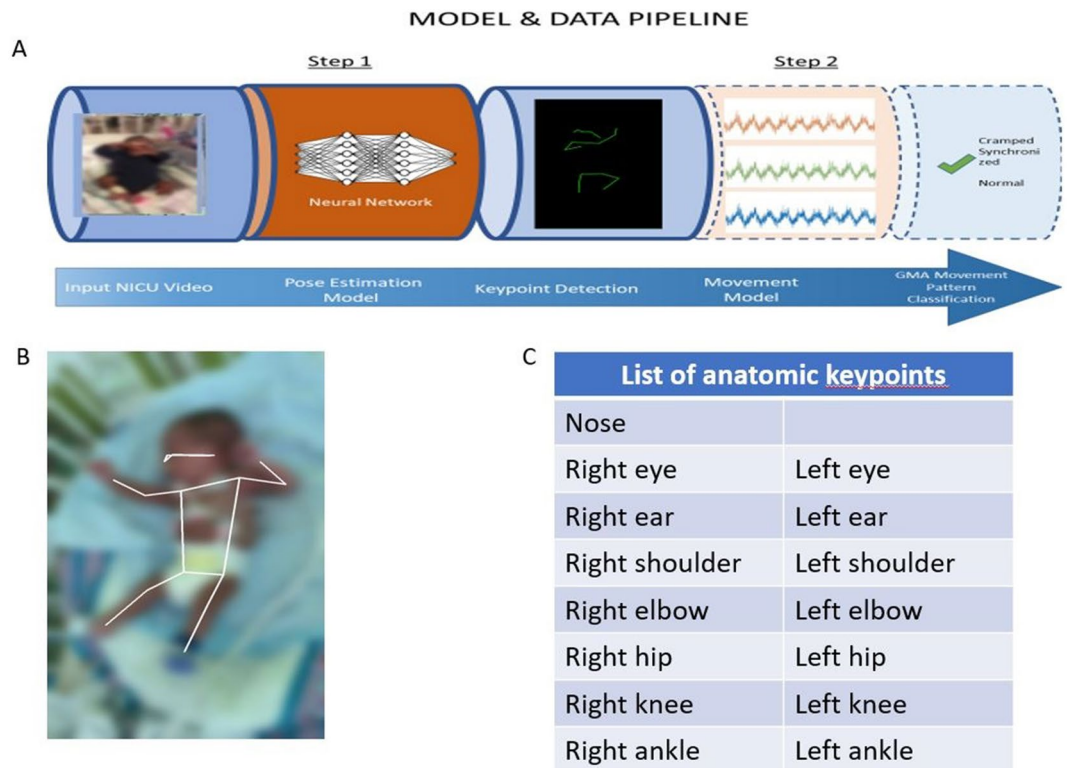 MODEL & DATA PIPELINE
A
Step 1
Step 2
Neural Network
Cramped
Synchroni
zed
Normal
Input NICU Video
Pose Estimation
Model
Keypoint Detection
Movement
Model
GMA Movement
Pattern
Classification
B
C
List of anatomic keypoints
Nose
Right eye Left eye
Right ear Left ear
Right shoulder Left shoulder
Right elbow Left elbow
Right hip Left hip
Right knee Left knee
Right ankle Left ankle